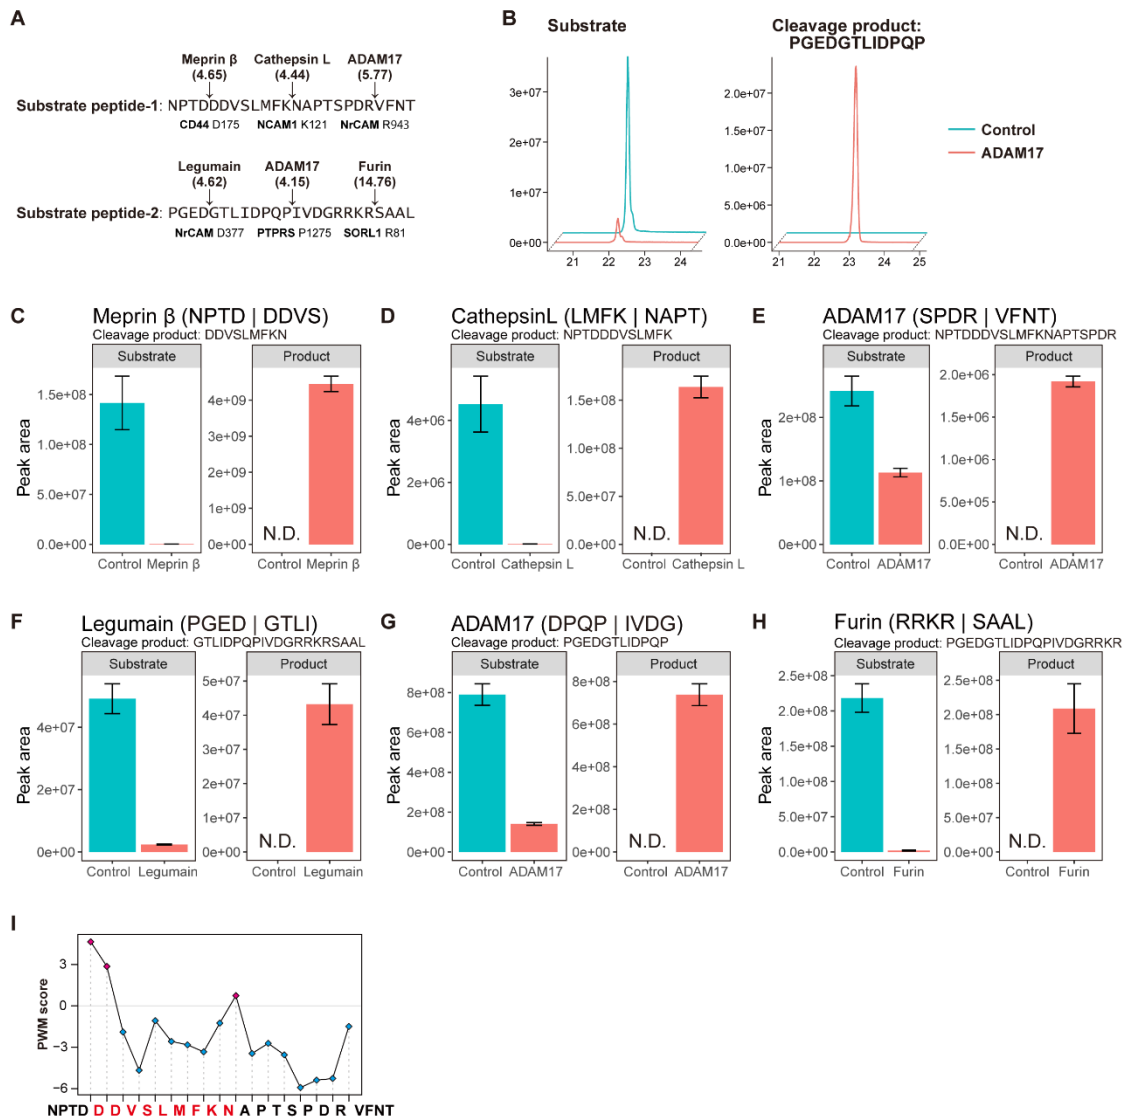 A
Meprin β Cathepsin L ADAM17
(4.65) (4.44) (5.77)
Substrate peptide-1: NPTDDDVSLMFKNAPTSPDRVFNT
CD44 D175 NCAM1 K121 NrCAM R943
Legumain ADAM17 Furin
(4.62) (4.15) (14.76)
Substrate peptide-2: PGEDGTLIDPQPIVDGRRKRSAAL
NrCAM D377 PTPRS P1275 SORL1 R81
B
Substrate
3e+07
2e+07
1e+07
0e+00
21 22 23 24
Cleavage product:
PGEDGTLIDPQP
2.0e+07
1.5e+07
1.0e+07
5.0e+06
0.0e+00
21 22 23 24 25
Control
ADAM17
C
Meprin β (NPTD | DDVS)
Cleavage product: DDVSLMFKN
Substrate Product
Peak area
1.5e+08
1.0e+08
5.0e+07
0.0e+00
4e+09
3e+09
2e+09
1e+09
0e+00
N.D.
Control Meprin β Control Meprin β
D
CathepsinL (LMFK | NAPT)
Cleavage product: NPTDDDVSLMFK
Substrate Product
Peak area
4e+06
2e+06
0e+00
1.5e+08
1.0e+08
5.0e+07
0.0e+00
N.D.
Control Cathepsin L Control Cathepsin L
E
ADAM17 (SPDR | VFNT)
Cleavage product: NPTDDDVSLMFKNAPTSPDR
Substrate Product
Peak area
2e+08
1e+08
0e+00
2.0e+06
1.5e+06
1.0e+06
5.0e+05
0.0E+00
N.D.
Control ADAM17 Control ADAM17
F
Legumain (PGED | GTLI)
Cleavage product: GTLIDPQPIVDGRRKRSAAL
Substrate Product
Peak area
4e+07
2e+07
0e+00
5e+07
4e+07
3e+07
2e+07
1e+07
0e+00
N.D.
Control Legumain Control Legumain
G
ADAM17 (DPQP | IVDG)
Cleavage product: PGEDGTLIDPQP
Substrate Product
Peak area
8e+08
6e+08
4e+08
2e+08
0e+00
8e+08
6e+08
4e+08
2e+08
0e+00
N.D.
Control ADAM17 Control ADAM17
H
Furin (RRKR | SAAL)
Cleavage product: PGEDGTLIDPQPIVDGRRKR
Substrate Product
Peak area
2.5e+08
2.0e+08
1.5e+08
1.0e+08
5.0e+07
0.0e+00
2.5e+08
2.0e+08
1.5e+08
1.0e+08
5.0e+07
0.0e+00
N.D.
Control Furin Control Furin
I
PWM score
3
0
−3
−6
NPTD D D V S L M F K N A P T S P D R VFNT